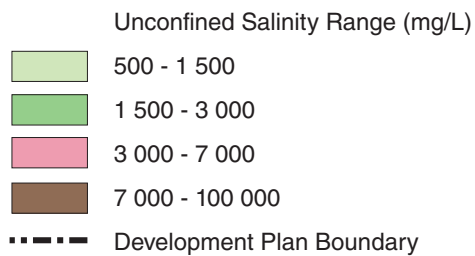 Unconfined Salinity Range (mg/L)
500 - 1 500
1 500 - 3 000
3 000 - 7 000
7 000 - 100 000
Development Plan Boundary